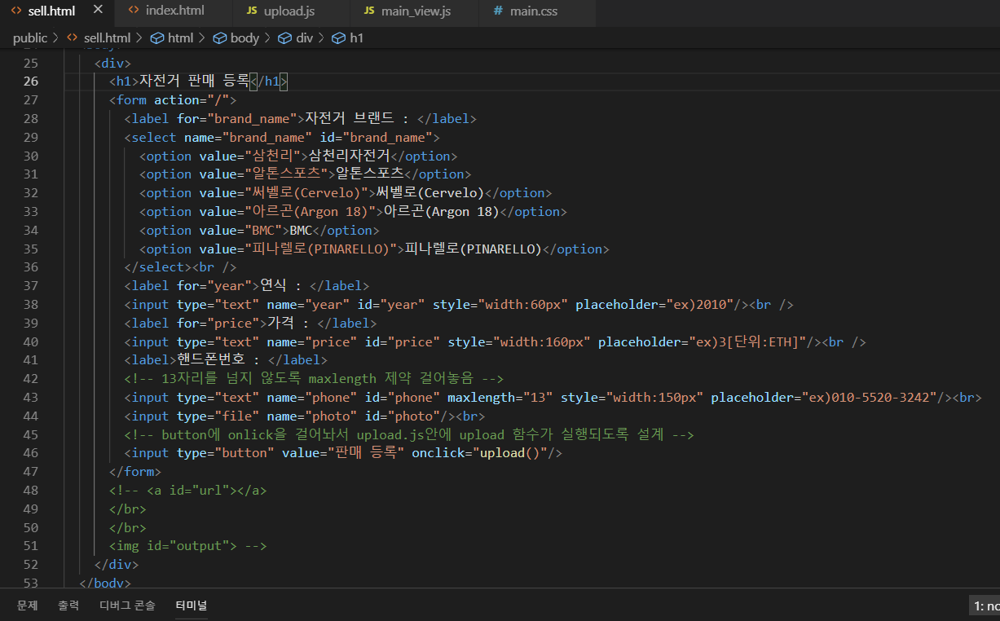 sell.html
index.html
JS upload.js
JS main_view.js
# main.css
public > sell.html > html > body > div > h1
25 <div>
26 <h1>자전거 판매 등록</h1>
27 <form action="/">
28 <label for="brand_name">자전거 브랜드 : </label>
29 <select name="brand_name" id="brand_name">
30 <option value="삼천리">삼천리자전거</option>
31 <option value="알톤스포츠">알톤스포츠</option>
32 <option value="써벨로(Cervelo)">써벨로(Cervelo)</option>
33 <option value="아르곤(Argon 18)">아르곤(Argon 18)</option>
34 <option value="BMC">BMC</option>
35 <option value="피나렐로(PINARELLO)">피나렐로(PINARELLO)</option>
36 </select><br />
37 <label for="year">연식 : </label>
38 <input type="text" name="year" id="year" style="width:60px" placeholder="ex)2010"/><br />
39 <label for="price">가격 : </label>
40 <input type="text" name="price" id="price" style="width:160px" placeholder="ex)3[단위:ETH]"/><br />
41 <label>핸드폰번호 : </label>
42 <!-- 13자리를 넘지 않도록 maxlength 제약 걸어놓음 -->
43 <input type="text" name="phone" id="phone" maxlength="13" style="width:150px" placeholder="ex)010-5520-3242"/><br>
44 <input type="file" name="photo" id="photo"/><br>
45 <!-- button에 onlick을 걸어놔서 upload.js안에 upload 함수가 실행되도록 설계 -->
46 <input type="button" value="판매 등록" onclick="upload()"/>
47 </form>
48 <!-- <a id="url"></a>
49 </br>
50 </br>
51 <img id="output"> -->
52 </div>
53 </body>
문제 출력 디버그 콘솔 터미널
1: no